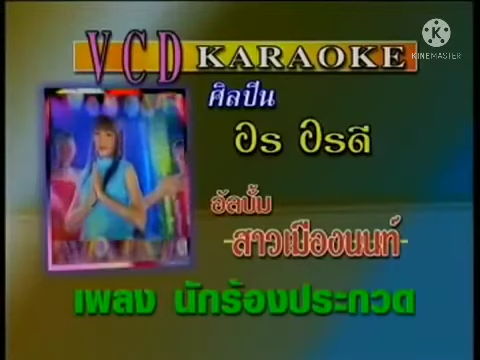 VCD KARAOKE
KINEMASTER
ศิลปิน
อร อรดี
อัลบั้ม
สาวเมืองนนท์
เพลง นักร้องประกวด